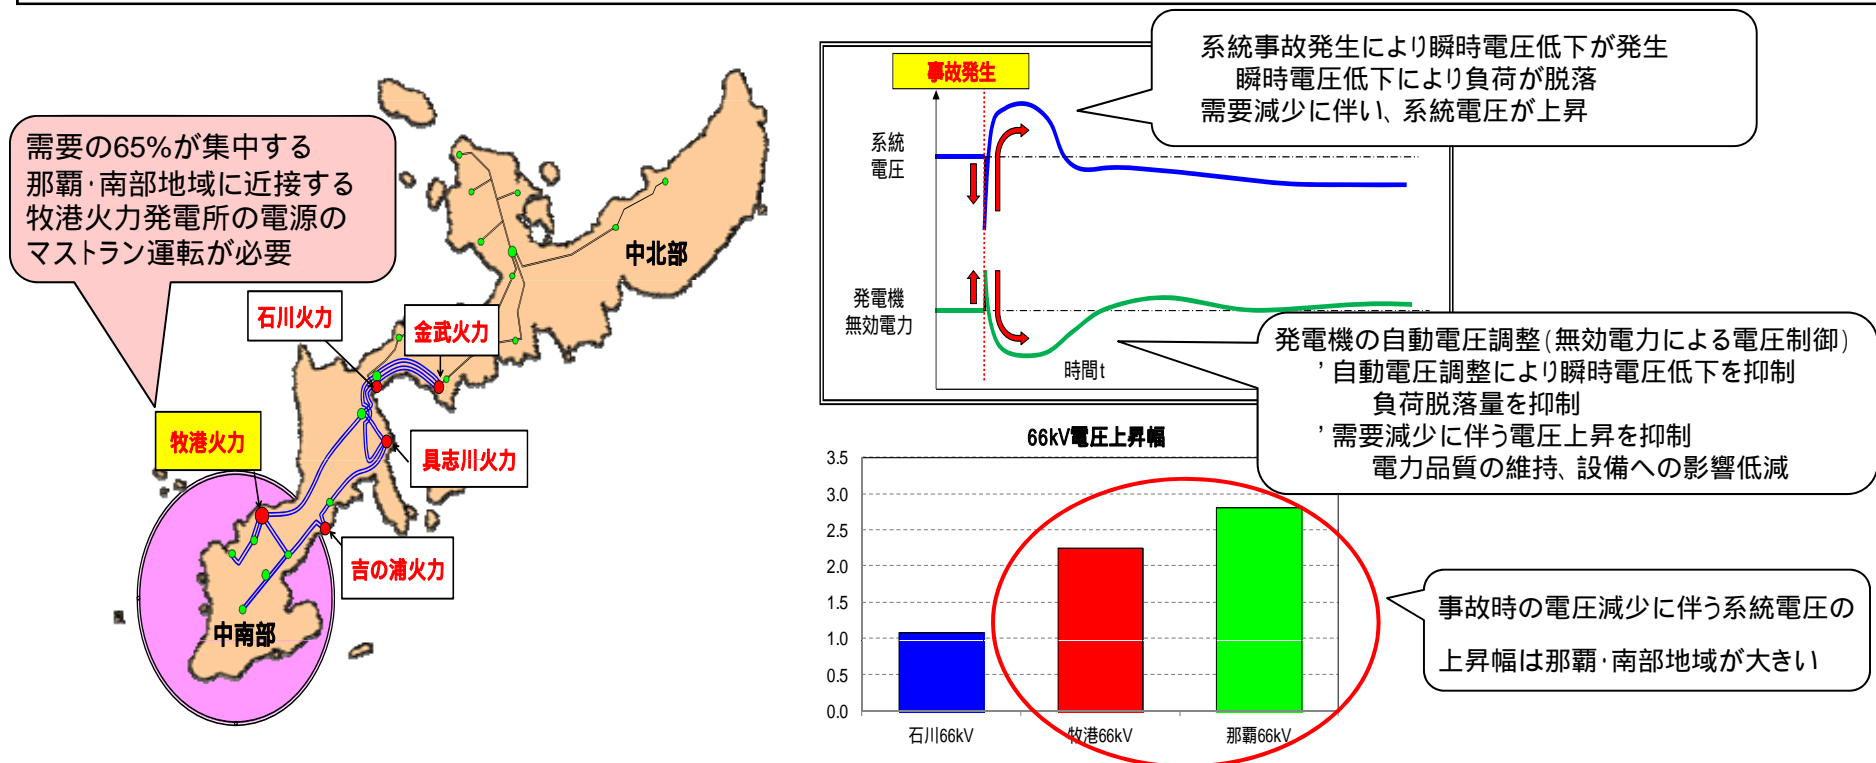 需要の65%が集中する
那覇･南部地域に近接する
牧港火力発電所の電源の
マストラン運転が必要
中北部
石川火力
金武火力
牧港火力
具志川火力
吉の浦火力
中南部
事故発生
系統
電圧
発電機
無効電力
時間t
系統事故発生により瞬時電圧低下が発生
瞬時電圧低下により負荷が脱落
需要減少に伴い、系統電圧が上昇
発電機の自動電圧調整(無効電力による電圧制御)
’自動電圧調整により瞬時電圧低下を抑制
負荷脱落量を抑制
’需要減少に伴う電圧上昇を抑制
電力品質の維持、設備への影響低減
66kV電圧上昇幅
3.5
3.0
2.5
2.0
1.5
1.0
0.5
0.0
石川66kV
牧港66kV
那覇66kV
事故時の電圧減少に伴う系統電圧の
上昇幅は那覇･南部地域が大きい